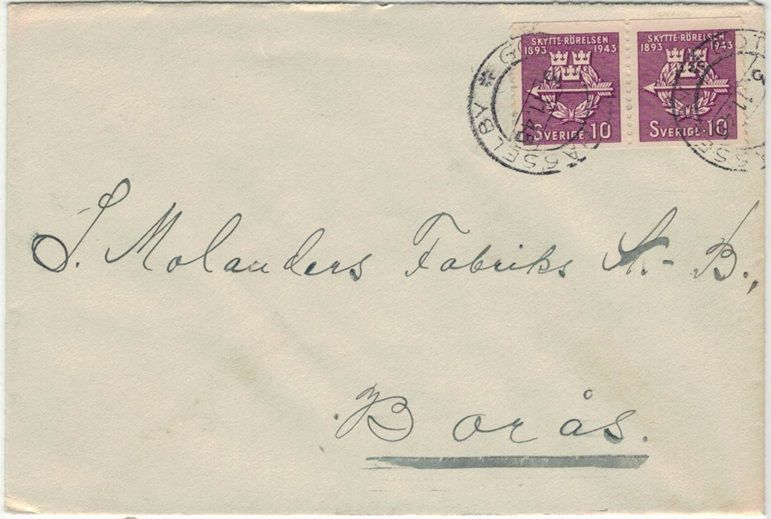 SKYTTE-RÖRELSEN
1893 1943
SVERIGE 10
SKYTTE-RÖRELSEN
1893 1943
SVERIGE 10
S. Molanders Fabriks A.-B.,
Borås.